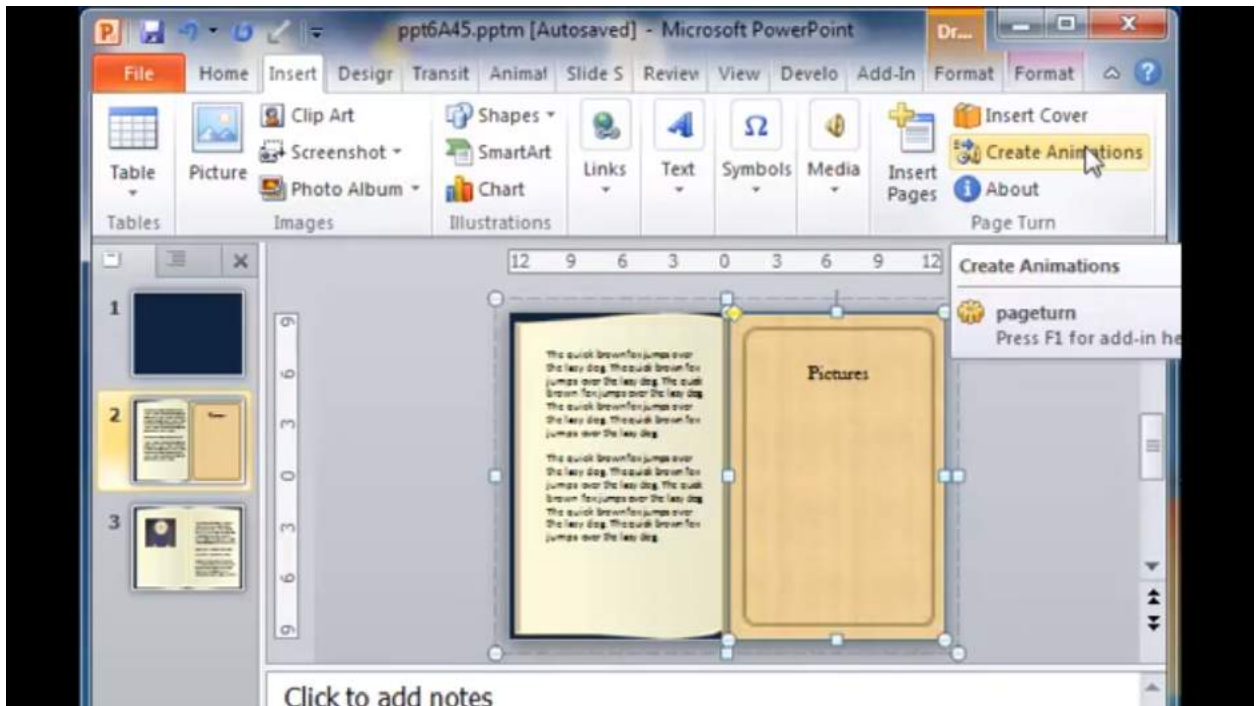 ppt6A45.pptm [Autosaved] - Microsoft PowerPoint
Dr...
File Home Insert Desigr Transit Animat Slide S Review View Develo Add-In Format Format
Table
Picture
Clip Art
Screenshot
Photo Album
Shapes
SmartArt
Chart
Links
Text
Symbols
Media
Insert
Pages
Insert Cover
Create Animations
About
Tables
Images
Illustrations
Page Turn
12 9 6 3 0 3 6 9 12
Create Animations
pageturn
Press F1 for add-in he
1
2
3
9
6
3
0
3
6
9
The quick brown fox jumps over
the lazy dog. The quick brown fox
jumps over the lazy dog. The quick
brown fox jumps over the lazy dog.
The quick brown fox jumps over
the lazy dog. The quick brown fox
jumps over the lazy dog.
The quick brown fox jumps over
the lazy dog. The quick brown fox
jumps over the lazy dog. The quick
brown fox jumps over the lazy dog.
The quick brown fox jumps over
the lazy dog. The quick brown fox
jumps over the lazy dog.
Pictures
Click to add notes